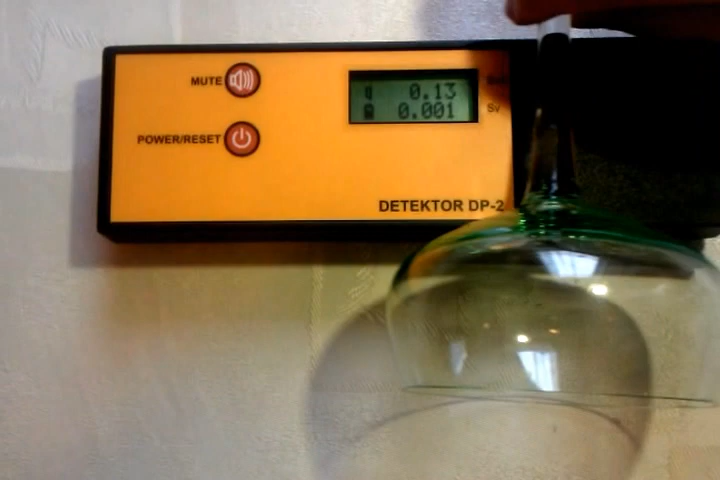 MUTE
0.13
0.001 Sv
POWER/RESET
DETEKTOR DP-2